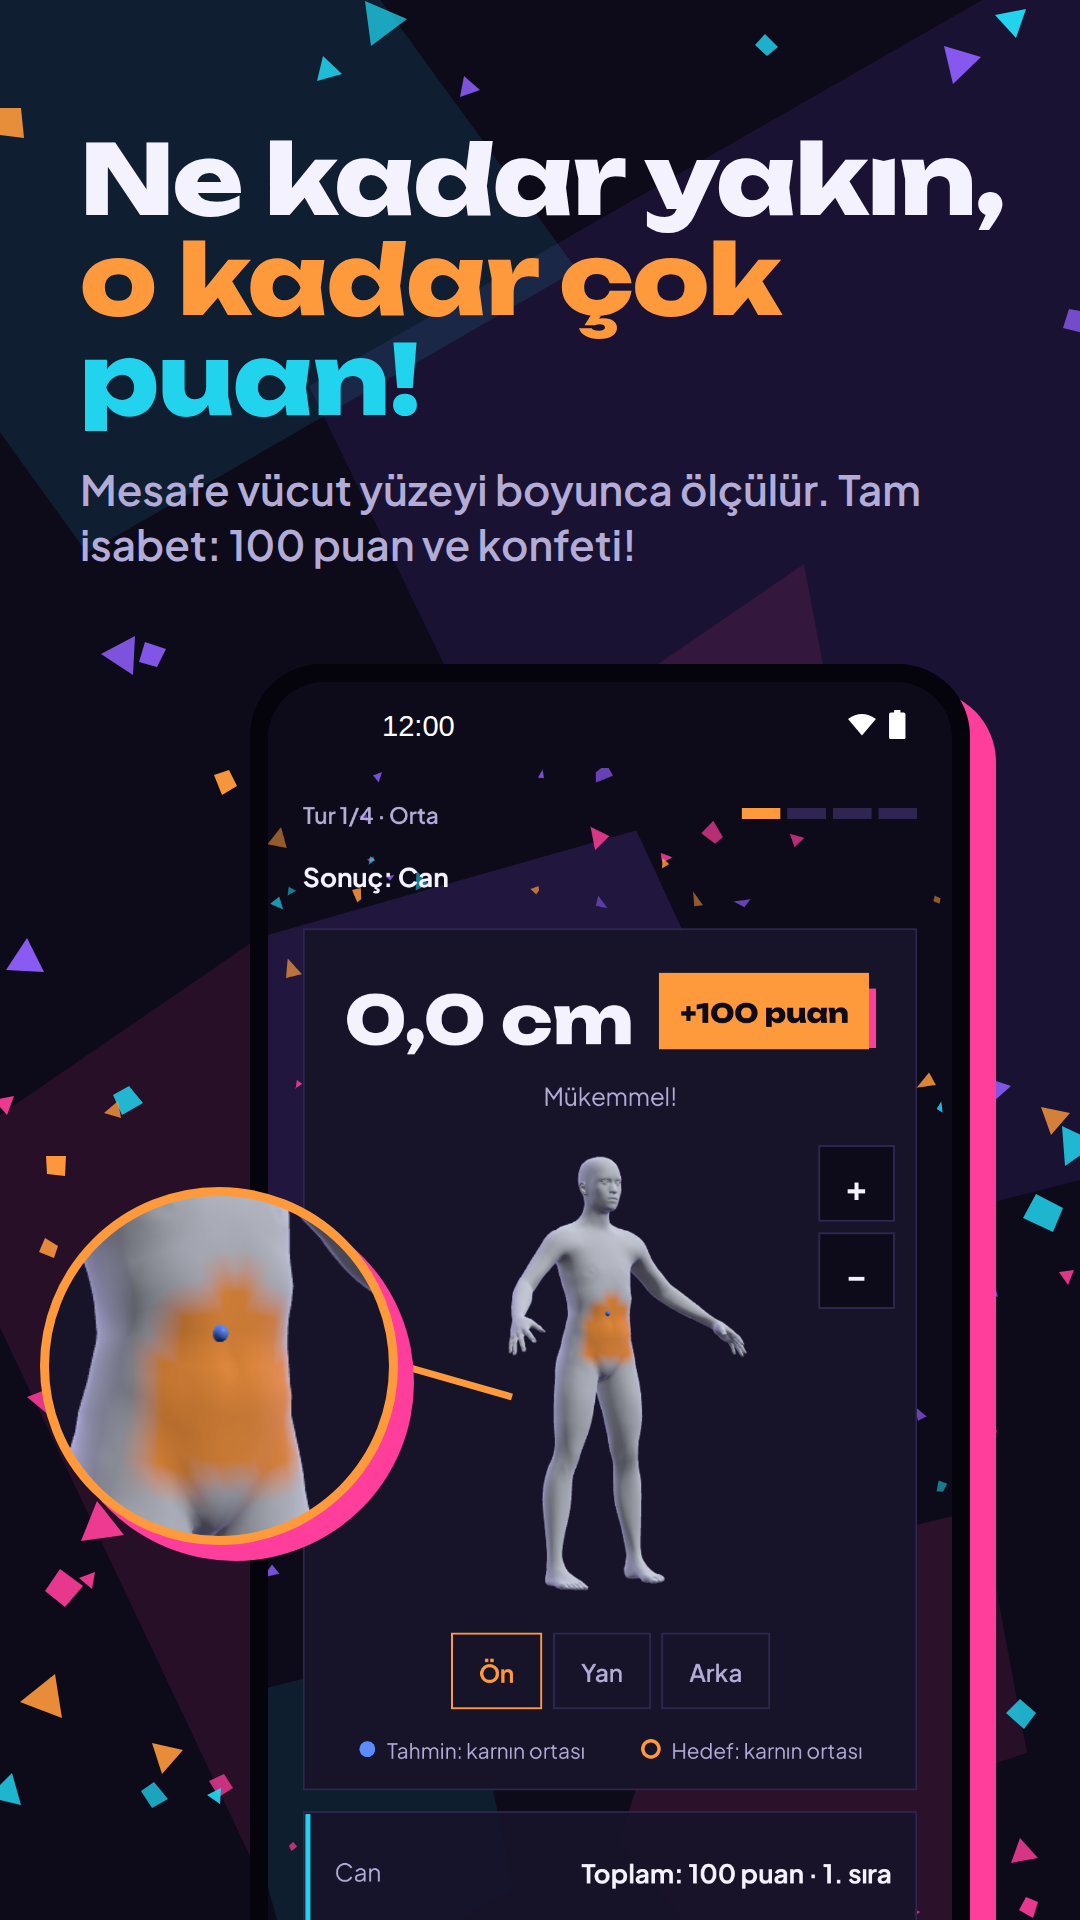 Ne kadar yakın,
o kadar çok
puan!
Mesafe vücut yüzeyi boyunca ölçülür. Tam
isabet: 100 puan ve konfeti!
12:00
Tur 1/4 · Orta
Sonuç: Can
0,0 cm
+100 puan
Mükemmel!
+
−
Ön
Yan
Arka
Tahmin: karnın ortası
Hedef: karnın ortası
Can
Toplam: 100 puan · 1. sıra